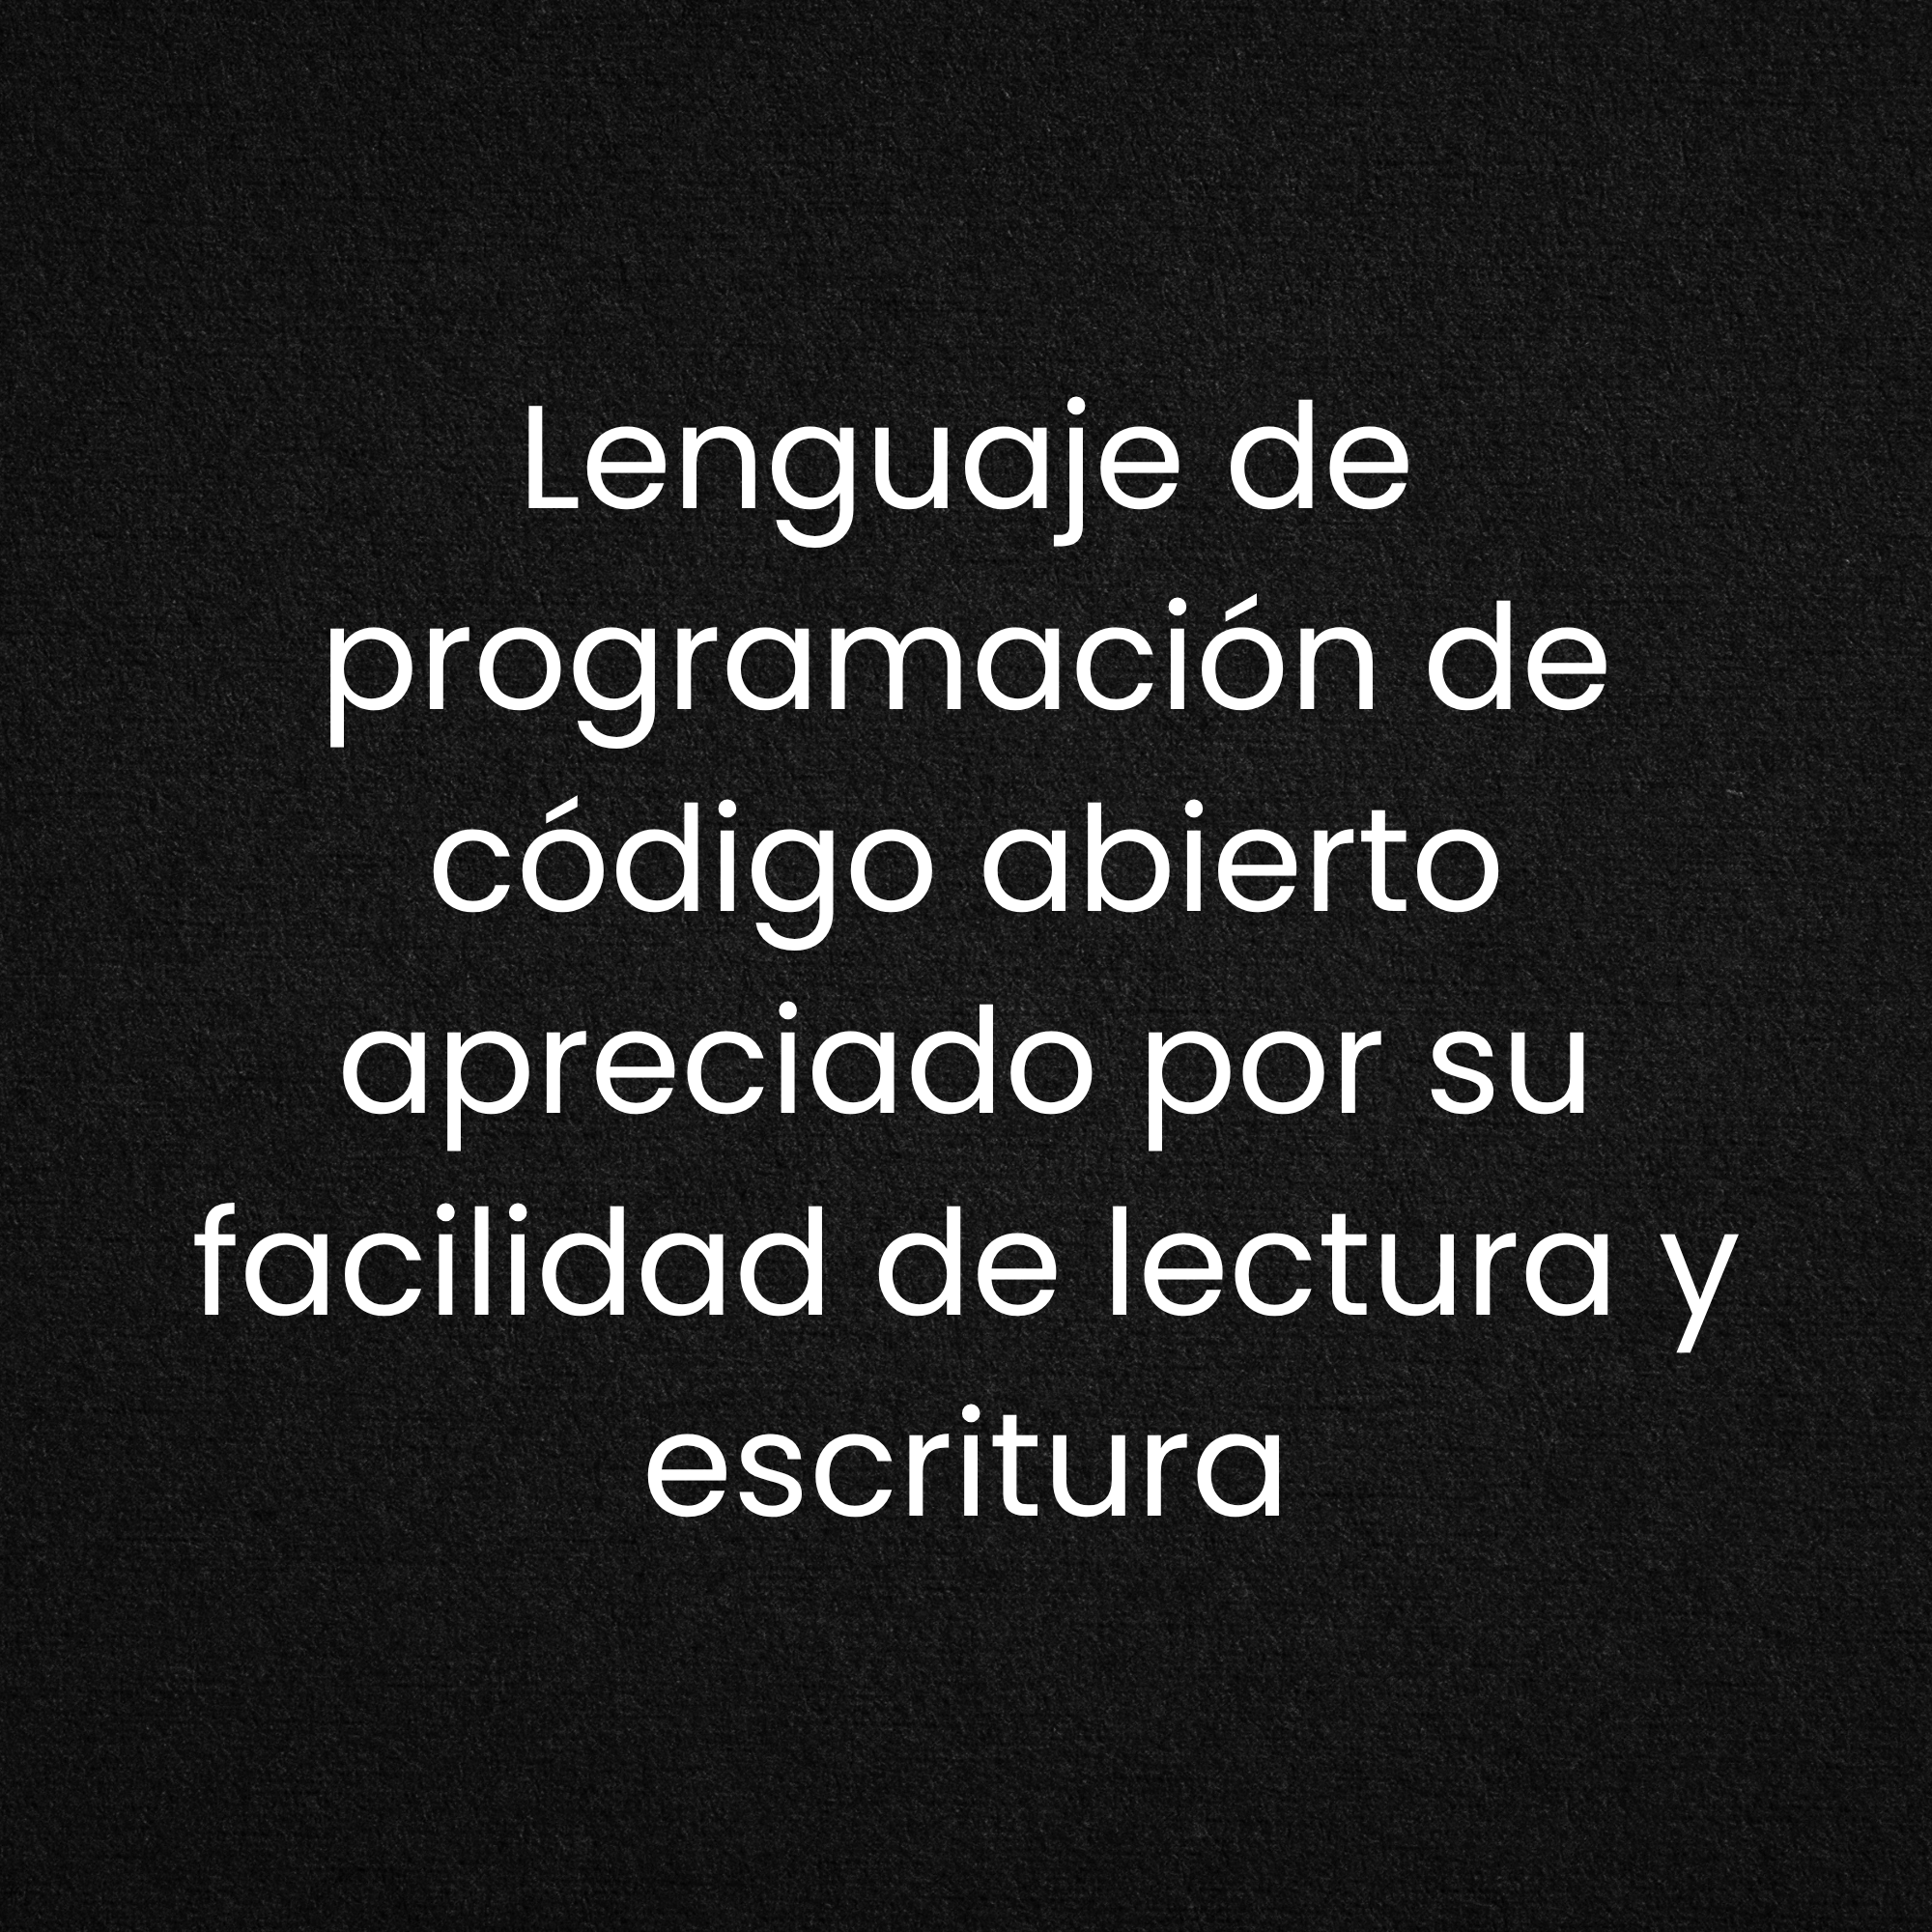 Lenguaje de
programación de
código abierto
apreciado por su
facilidad de lectura y
escritura